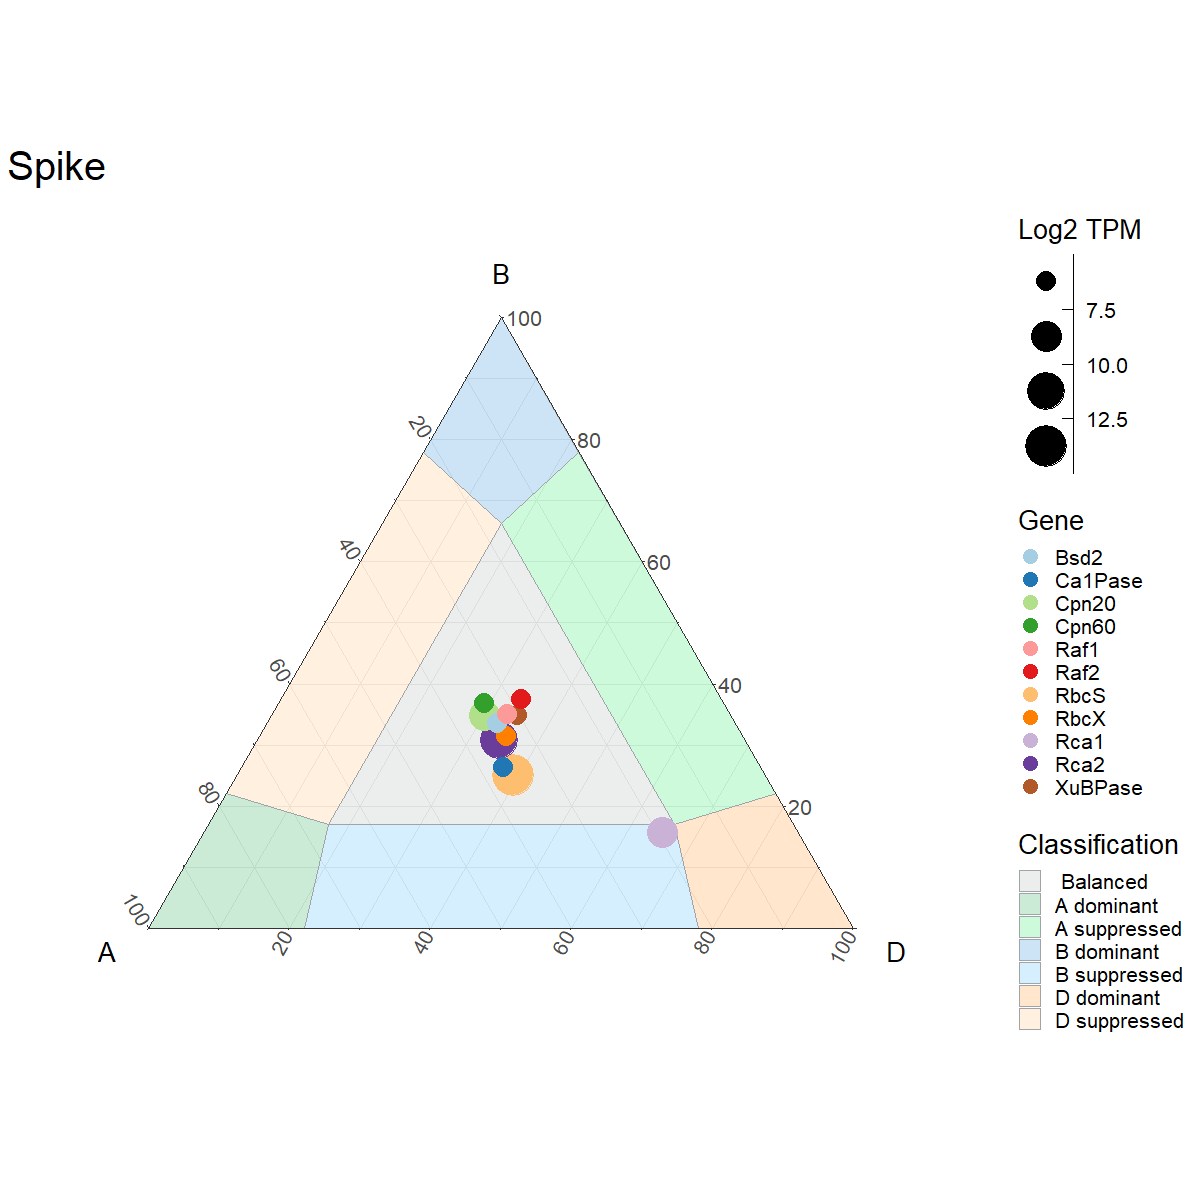 Spike
Log2 TPM
7.5
10.0
12.5
B
100
20
80
40
60
60
40
80
20
100
A
20
40
60
80
100
D
Gene
Bsd2
Ca1Pase
Cpn20
Cpn60
Raf1
Raf2
RbcS
RbcX
Rca1
Rca2
XuBPase
Classification
Balanced
A dominant
A suppressed
B dominant
B suppressed
D dominant
D suppressed